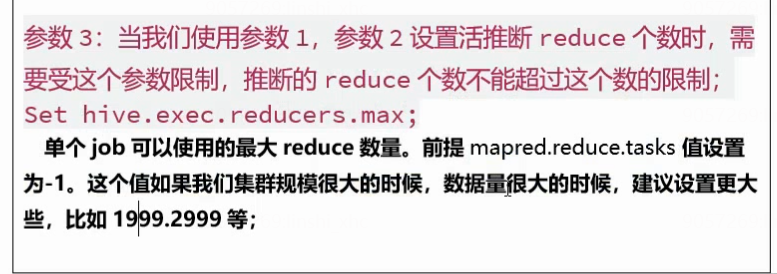 参数 3：当我们使用参数 1，参数 2 设置活推断 reduce 个数时，需
要受这个参数限制，推断的 reduce 个数不能超过这个数的限制；
Set hive.exec.reducers.max;
单个 job 可以使用的最大 reduce 数量。前提 mapred.reduce.tasks 值设置
为-1。这个值如果我们集群规模很大的时候，数据量很大的时候，建议设置更大
些，比如 1999.2999 等；